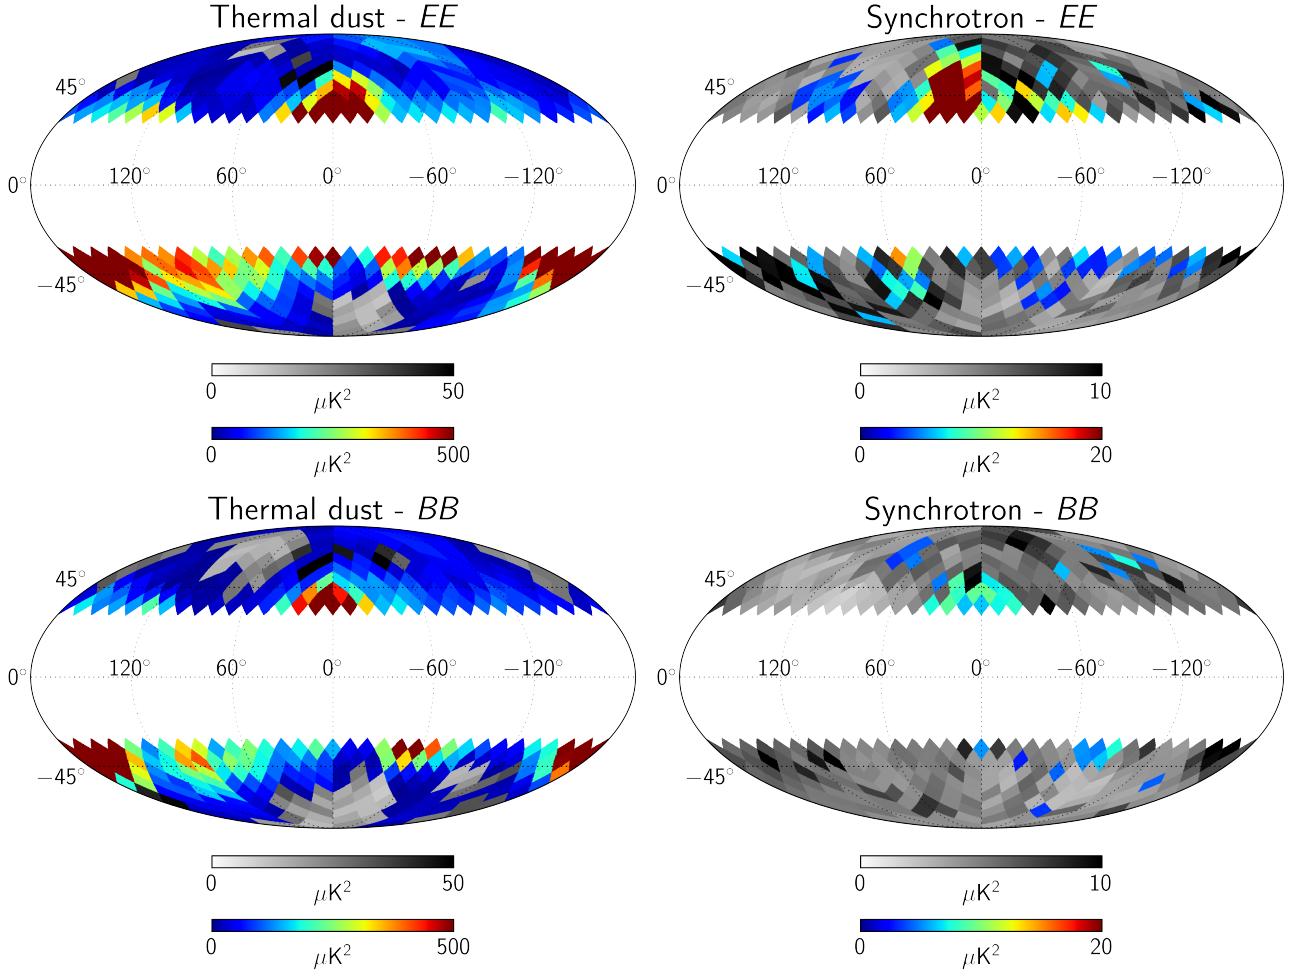 Thermal dust - EE
Synchrotron - EE
45° 45°
0° 120° 60° 0° −60° −120° 0° 120° 60° 0° −60° −120°
−45° −45°
0 50 0 10
μK² μK²
0 500 0 20
μK² μK²
Thermal dust - BB
Synchrotron - BB
45° 45°
0° 120° 60° 0° −60° −120° 0° 120° 60° 0° −60° −120°
−45° −45°
0 50 0 10
μK² μK²
0 500 0 20
μK² μK²